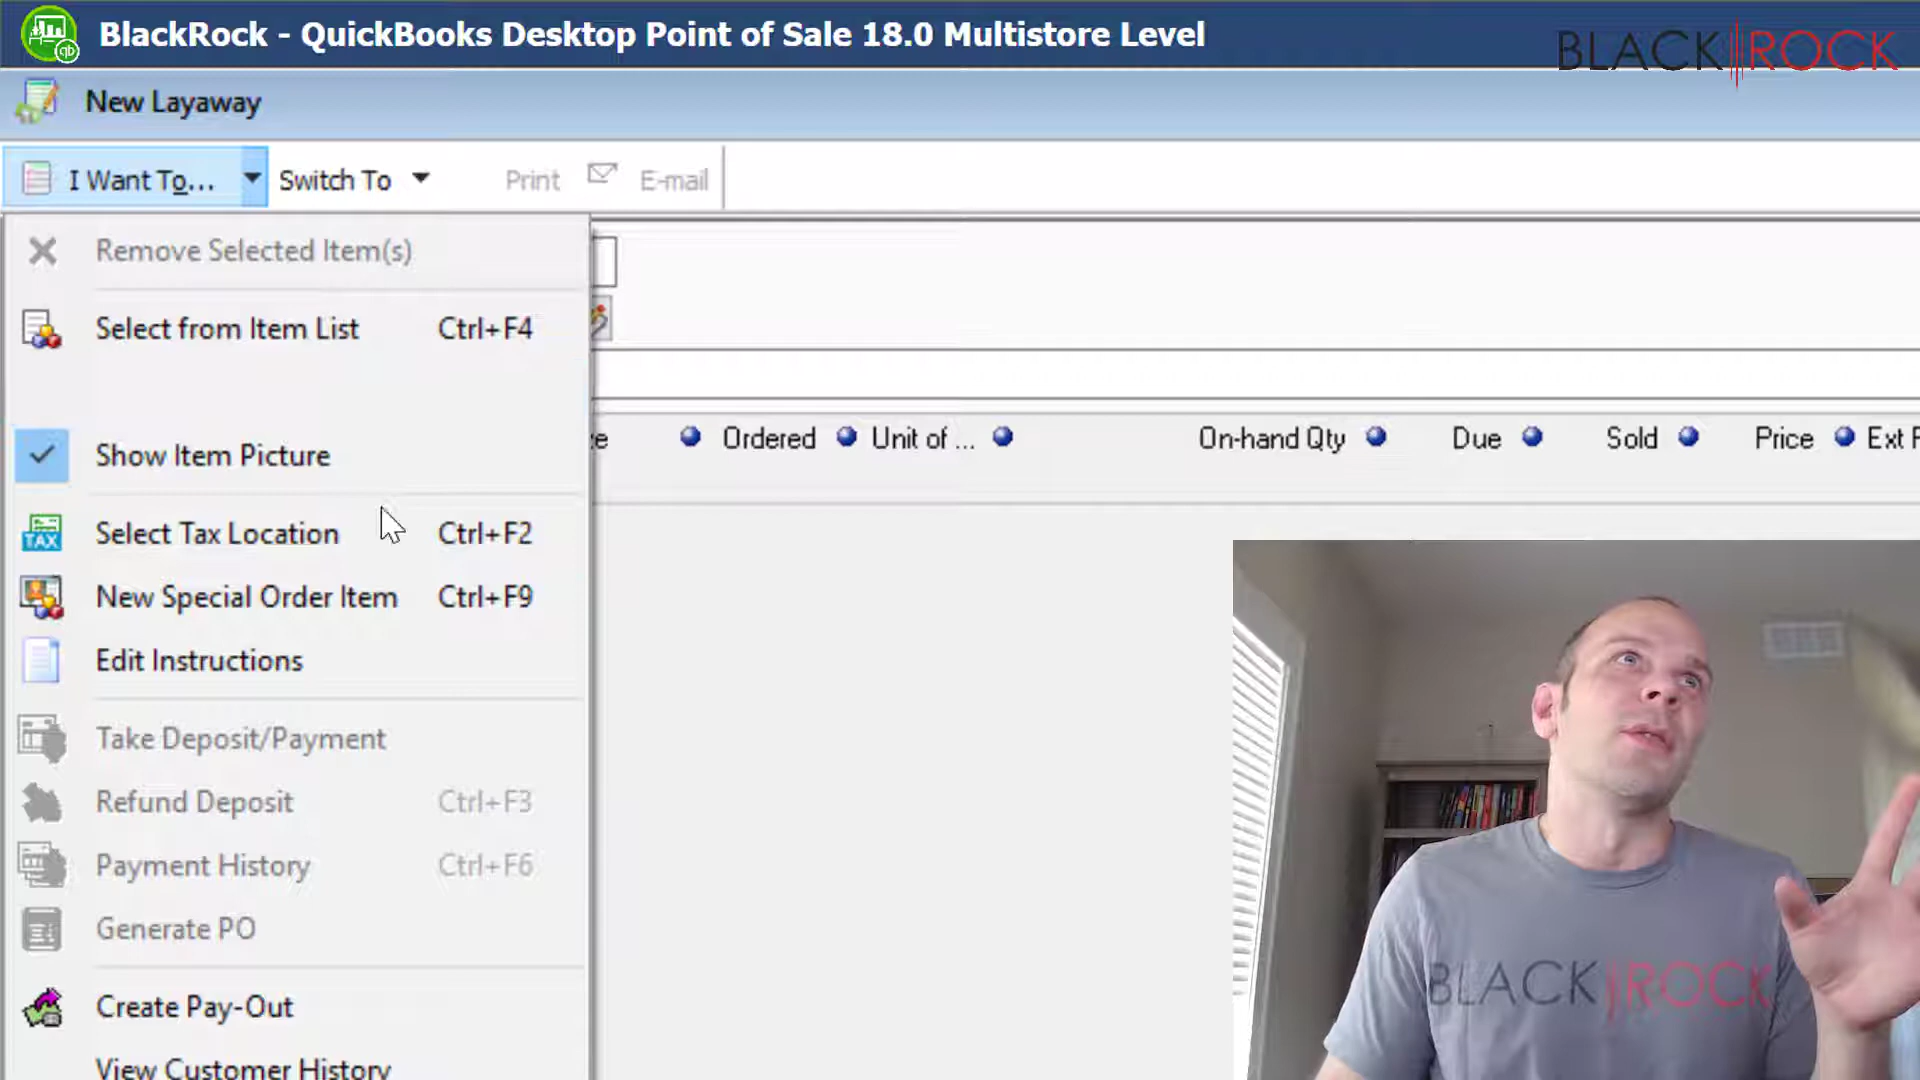 BlackRock - QuickBooks Desktop Point of Sale 18.0 Multistore Level
BLACK ROCK
New Layaway
I Want To... Switch To Print E-mail
Remove Selected Item(s)
Select from Item List Ctrl+F4
Show Item Picture
Ordered Unit of ... On-hand Qty Due Sold Price Ext
TAX Select Tax Location Ctrl+F2
New Special Order Item Ctrl+F9
Edit Instructions
Take Deposit/Payment
Refund Deposit Ctrl+F3
Payment History Ctrl+F6
Generate PO
Create Pay-Out
View Customer History
BLACK ROCK